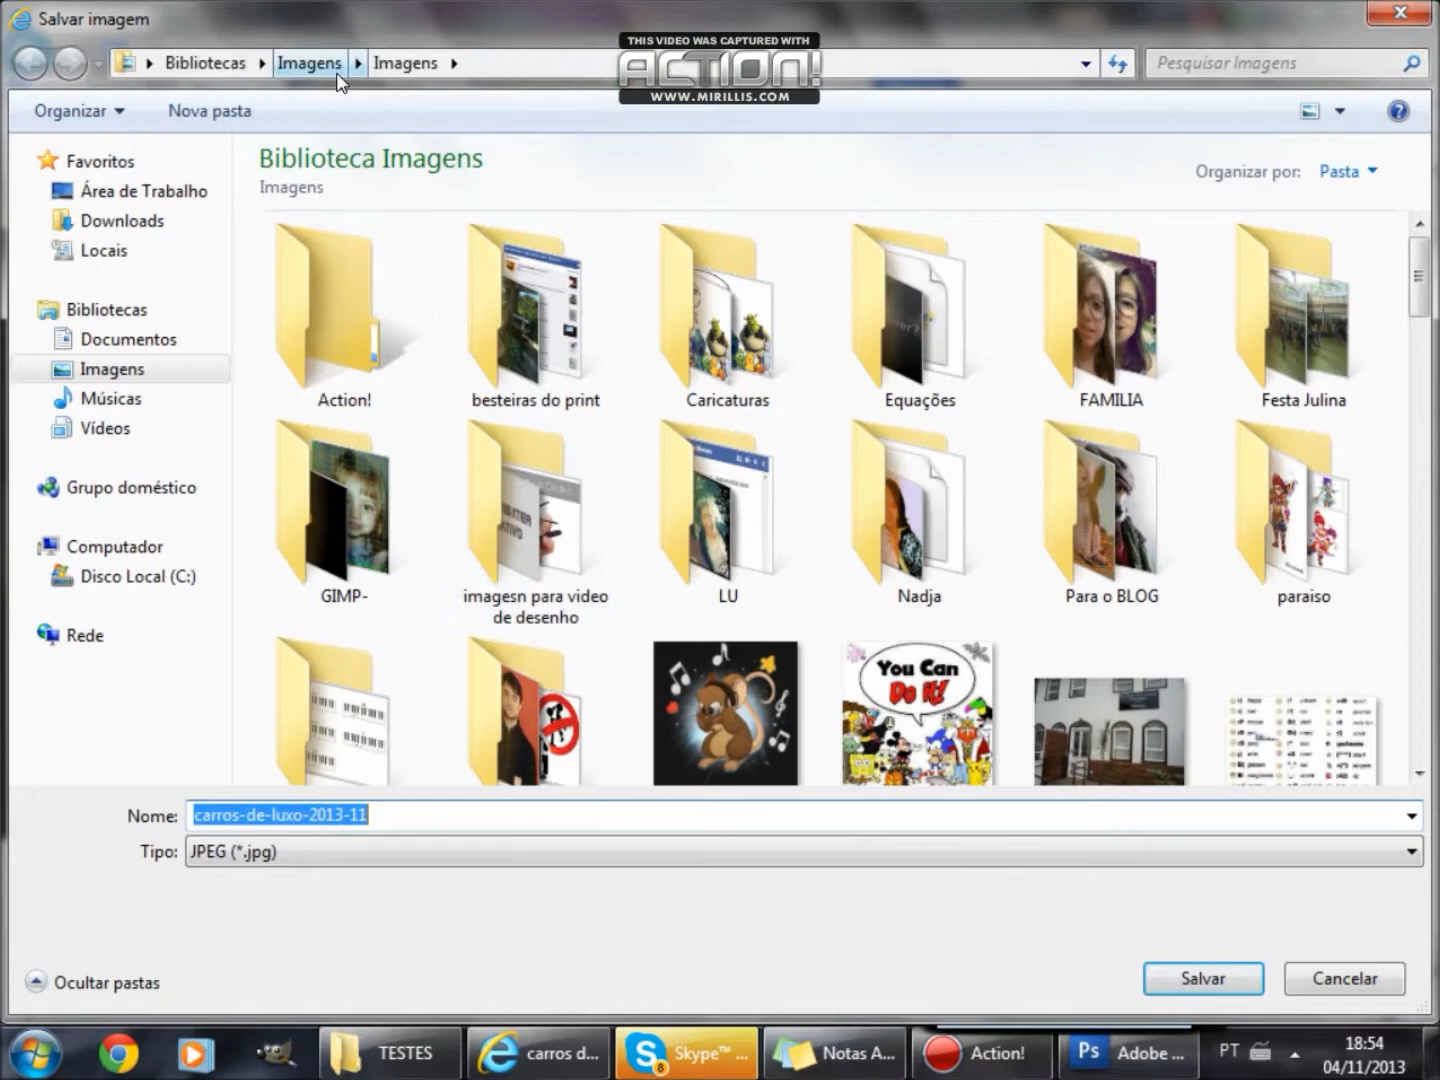 Salvar imagem
THIS VIDEO WAS CAPTURED WITH
ACTION!
WWW.MIRILLIS.COM
Bibliotecas Imagens Imagens
Pesquisar Imagens
Organizar Nova pasta
Favoritos
Área de Trabalho
Downloads
Locais
Bibliotecas
Documentos
Imagens
Músicas
Vídeos
Grupo doméstico
Computador
Disco Local (C:)
Rede
Biblioteca Imagens
Imagens
Organizar por: Pasta
Action! besteiras do print Caricaturas Equações FAMILIA Festa Julina
GIMP- imagesn para video LU Nadja Para o BLOG paraiso
de desenho
You Can
Do it!
Nome: carros-de-luxo-2013-11
Tipo: JPEG (*.jpg)
Ocultar pastas
Salvar Cancelar
TESTES carros d... Skype™ ... 8 Notas A... Action! Ps Adobe ... PT 18:54
04/11/2013